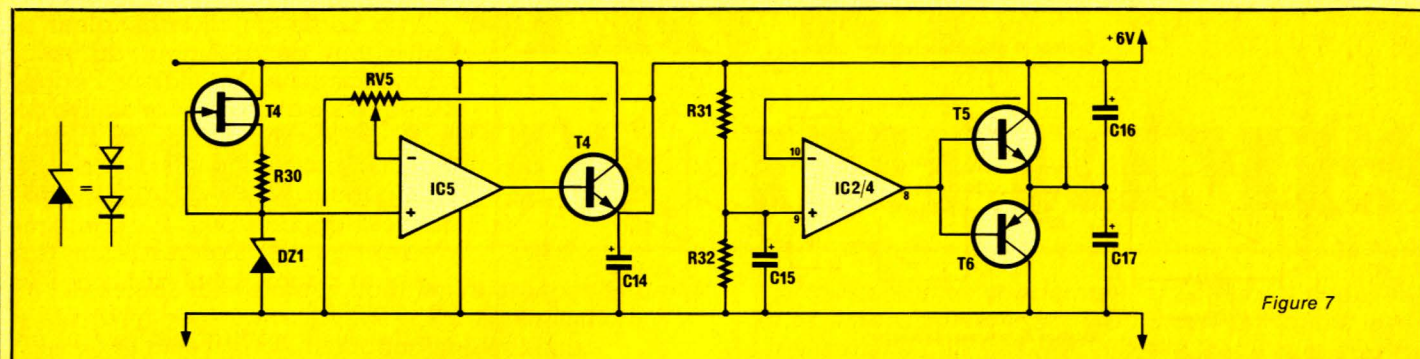 +6V
RV5
T4
R31
T5
C16
T4
10
−
−
R30
IC5
IC2/4
8
=
+
+
9
DZ1
R32
T6
C17
C14
C15
Figure 7